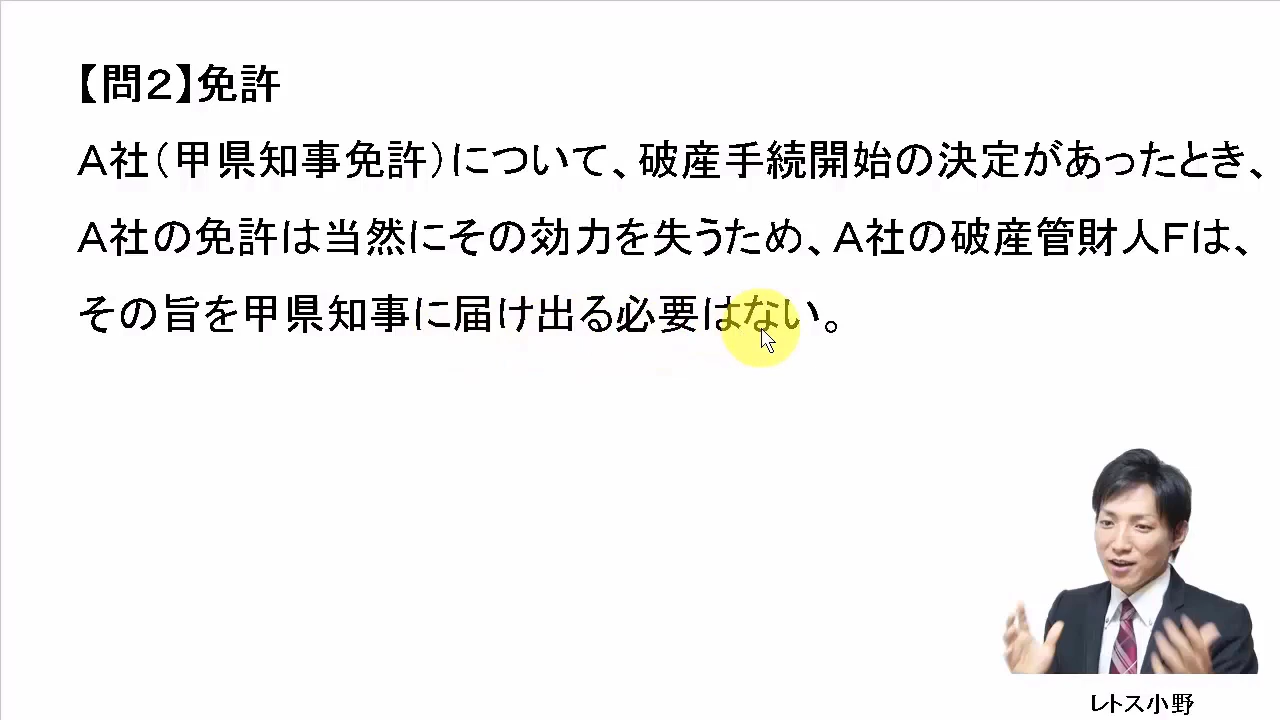 【問２】免許
Ａ社（甲県知事免許）について、破産手続開始の決定があったとき、
Ａ社の免許は当然にその効力を失うため、Ａ社の破産管財人Ｆは、
その旨を甲県知事に届け出る必要はない。
レトス小野